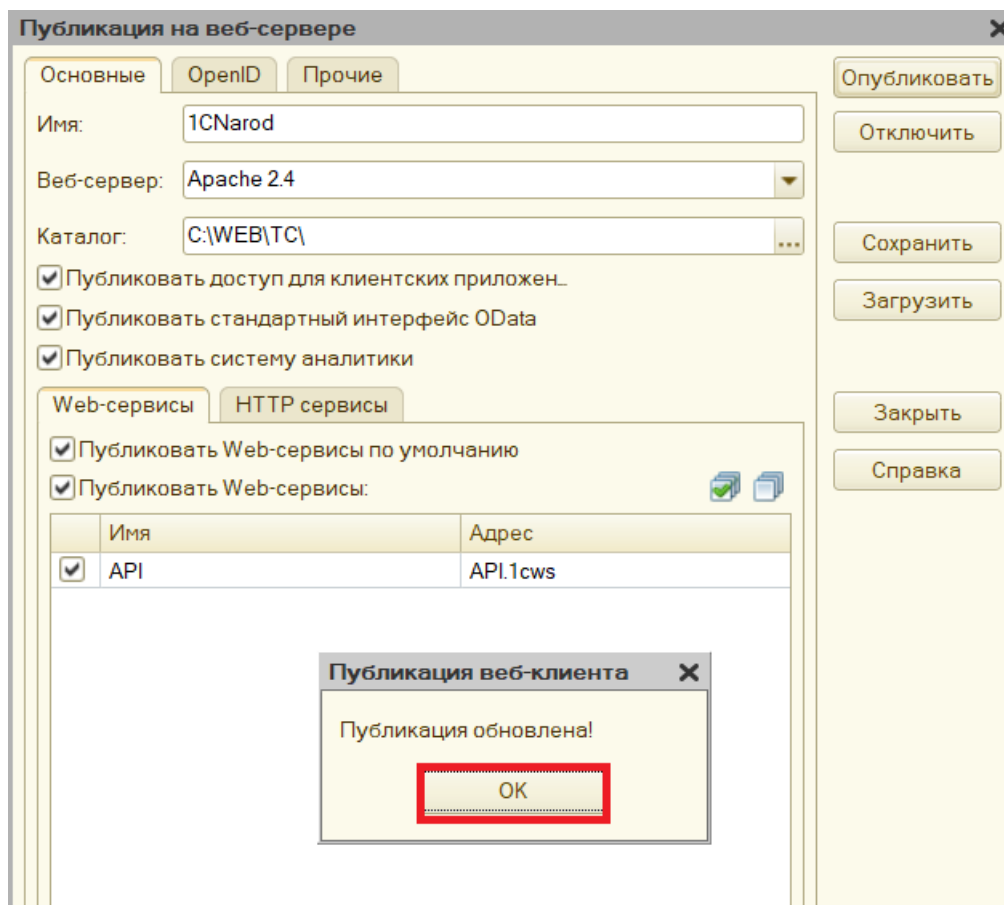 Публикация на веб-сервере
Основные OpenID Прочие
Опубликовать
Имя: 1CNarod
Отключить
Веб-сервер: Apache 2.4
Каталог: C:\WEB\TC\ ...
Сохранить
Публиковать доступ для клиентских приложен...
Загрузить
Публиковать стандартный интерфейс OData
Публиковать систему аналитики
Web-сервисы HTTP сервисы
Закрыть
Публиковать Web-сервисы по умолчанию
Справка
Публиковать Web-сервисы:
Имя Адрес
API API.1cws
Публикация веб-клиента
Публикация обновлена!
OK